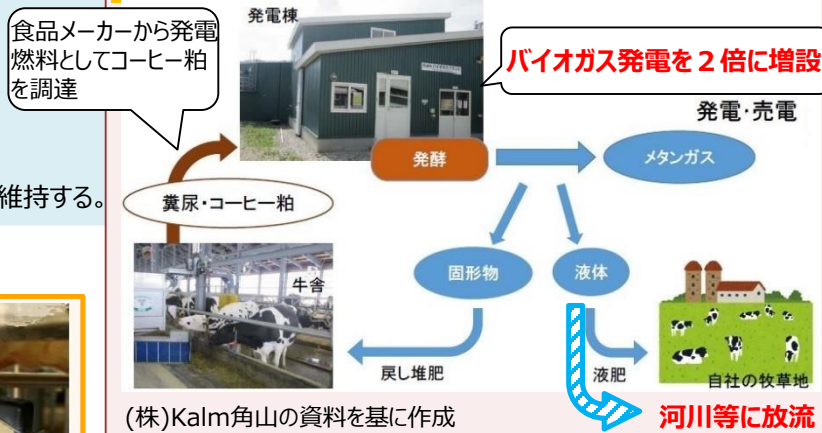 食品メーカーから発電
燃料としてコーヒー粕
を調達
発電棟
バイオガス発電を２倍に増設
発電・売電
発酵
メタンガス
維持する。
糞尿・コーヒー粕
牛舎
固形物
液体
戻し堆肥
液肥
自社の牧草地
(株)Kalm角山の資料を基に作成
河川等に放流